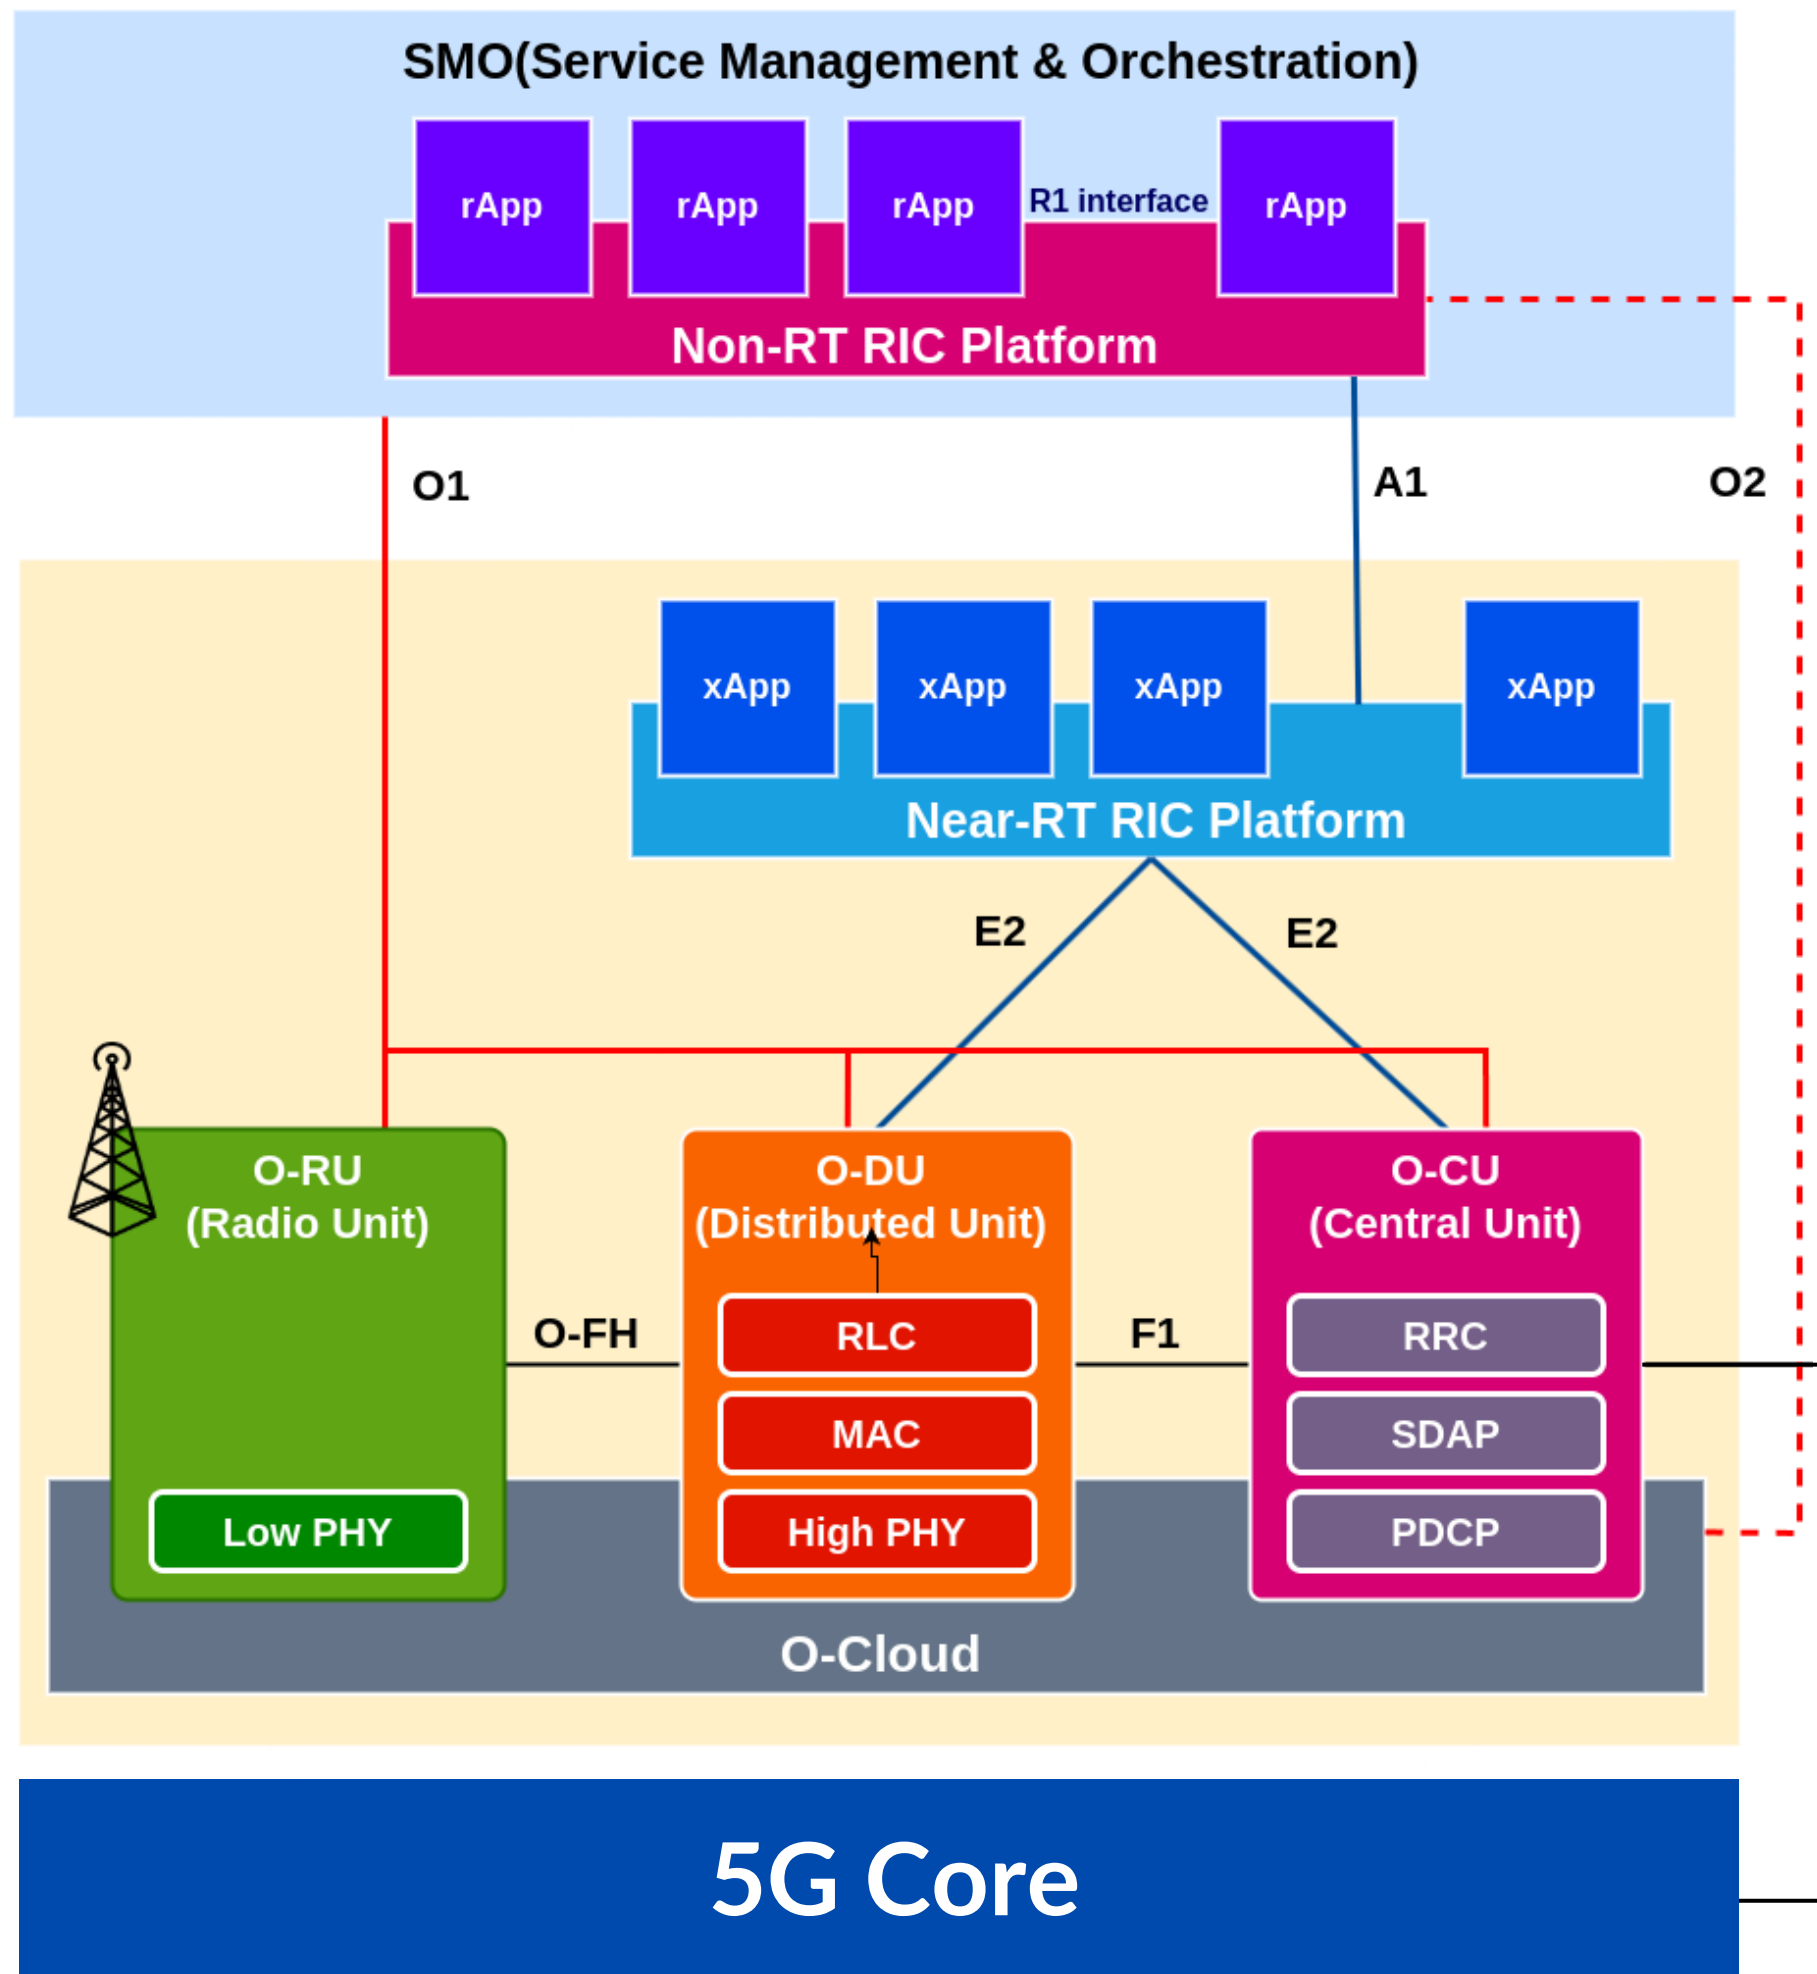 SMO(Service Management & Orchestration)
rApp
rApp
rApp
R1 interface
rApp
Non-RT RIC Platform
O1
A1
O2
xApp
xApp
xApp
xApp
Near-RT RIC Platform
E2
E2
O-RU
(Radio Unit)
Low PHY
O-FH
O-DU
(Distributed Unit)
RLC
MAC
High PHY
F1
O-CU
(Central Unit)
RRC
SDAP
PDCP
O-Cloud
5G Core